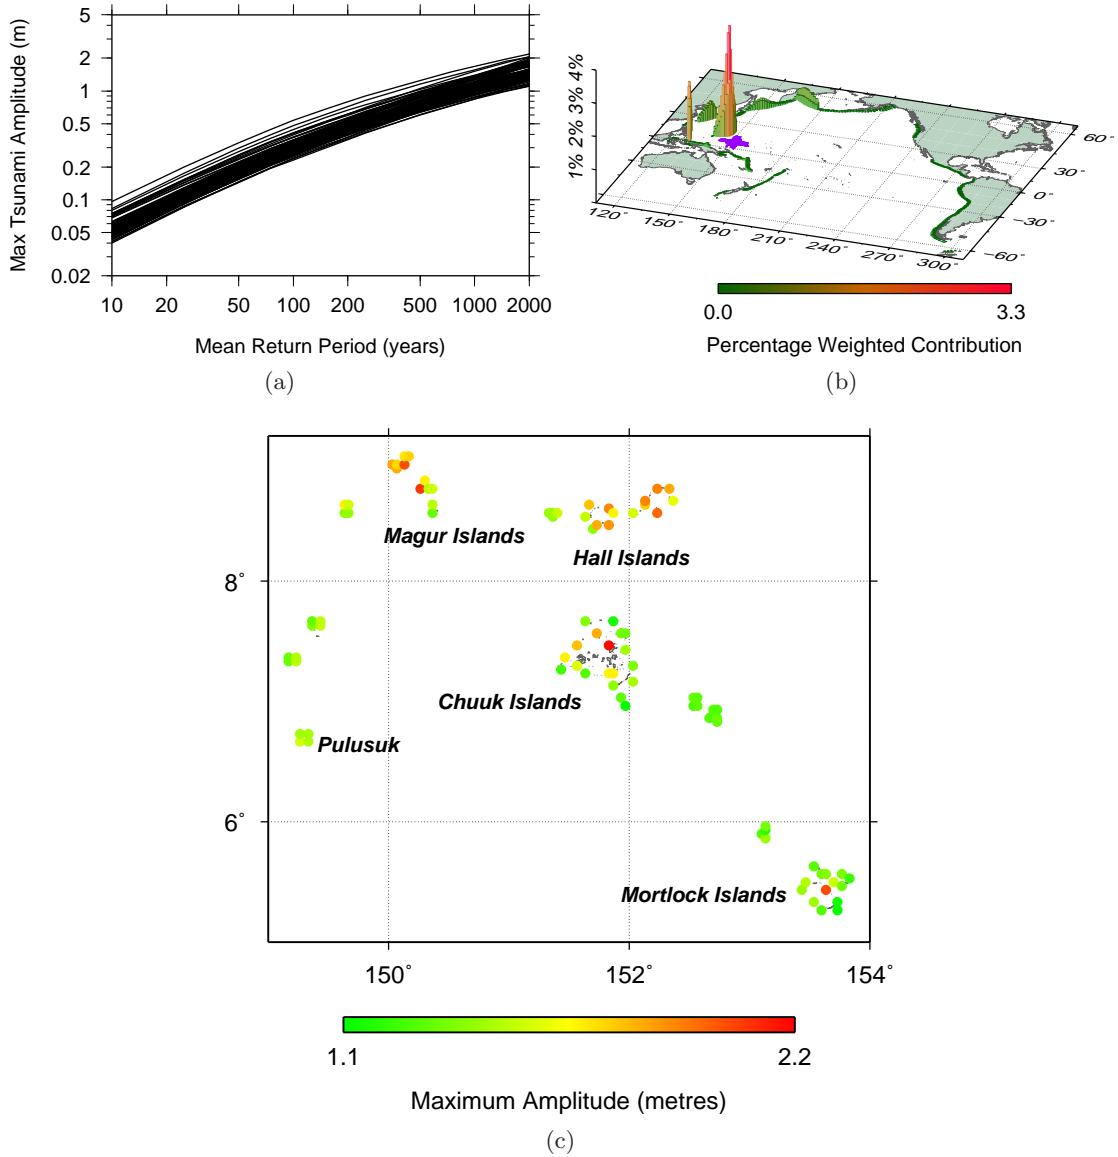 Max Tsunami Amplitude (m)
5
2
1
0.5
0.2
0.1
0.05
0.02
10 20 50 100 200 500 1000 2000
Mean Return Period (years)
(a)
1% 2% 3% 4%
120° 150° 180° 210° 240° 270° 300°
60°
30°
0°
−30°
−60°
0.0 3.3
Percentage Weighted Contribution
(b)
Magur Islands
Hall Islands
8°
Chuuk Islands
Pulusuk
6°
Mortlock Islands
150° 152° 154°
1.1 2.2
Maximum Amplitude (metres)
(c)